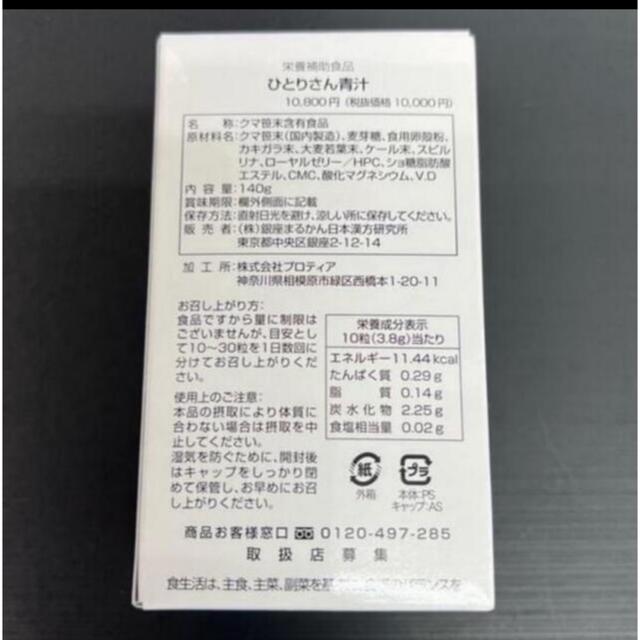 栄養補助食品
ひとりさん青汁
10,800円（税抜価格10,000円）
名称：クマ笹末含有食品
原材料名：クマ笹末（国内製造）、麦芽糖、食用卵殻粉、
カキガラ末、大麦若葉末、ケール末、スピル
リナ、ローヤルゼリー／HPC、ショ糖脂肪酸
エステル、CMC、酸化マグネシウム、V.D
内容量：140g
賞味期限：欄外側面に記載
保存方法：直射日光を避け、涼しい所に保存してください。
販売者：（株）銀座まるかん日本漢方研究所
東京都中央区銀座2-12-14
加工所：株式会社プロティア
神奈川県相模原市緑区西橋本1-20-11
お召し上がり方：
食品ですから量に制限は
ございませんが、目安とし
て10～30粒を1日数回に
分けてお召し上がりくだ
さい。
使用上のご注意：
本品の摂取により体質に
合わない場合は摂取を中
止してください。
湿気を防ぐために、開封後
はキャップをしっかり閉
めて保管し、お早めにお召
し上がりください。
栄養成分表示
10粒（3.8g）当たり
エネルギー 11.44kcal
たんぱく質 0.29g
脂質 0.14g
炭水化物 2.25g
食塩相当量 0.02g
紙
外箱
プラ
本体:PS
キャップ:AS
商品お客様窓口 0120-497-285
取扱店募集
食生活は、主食、主菜、副菜を基 バランスを